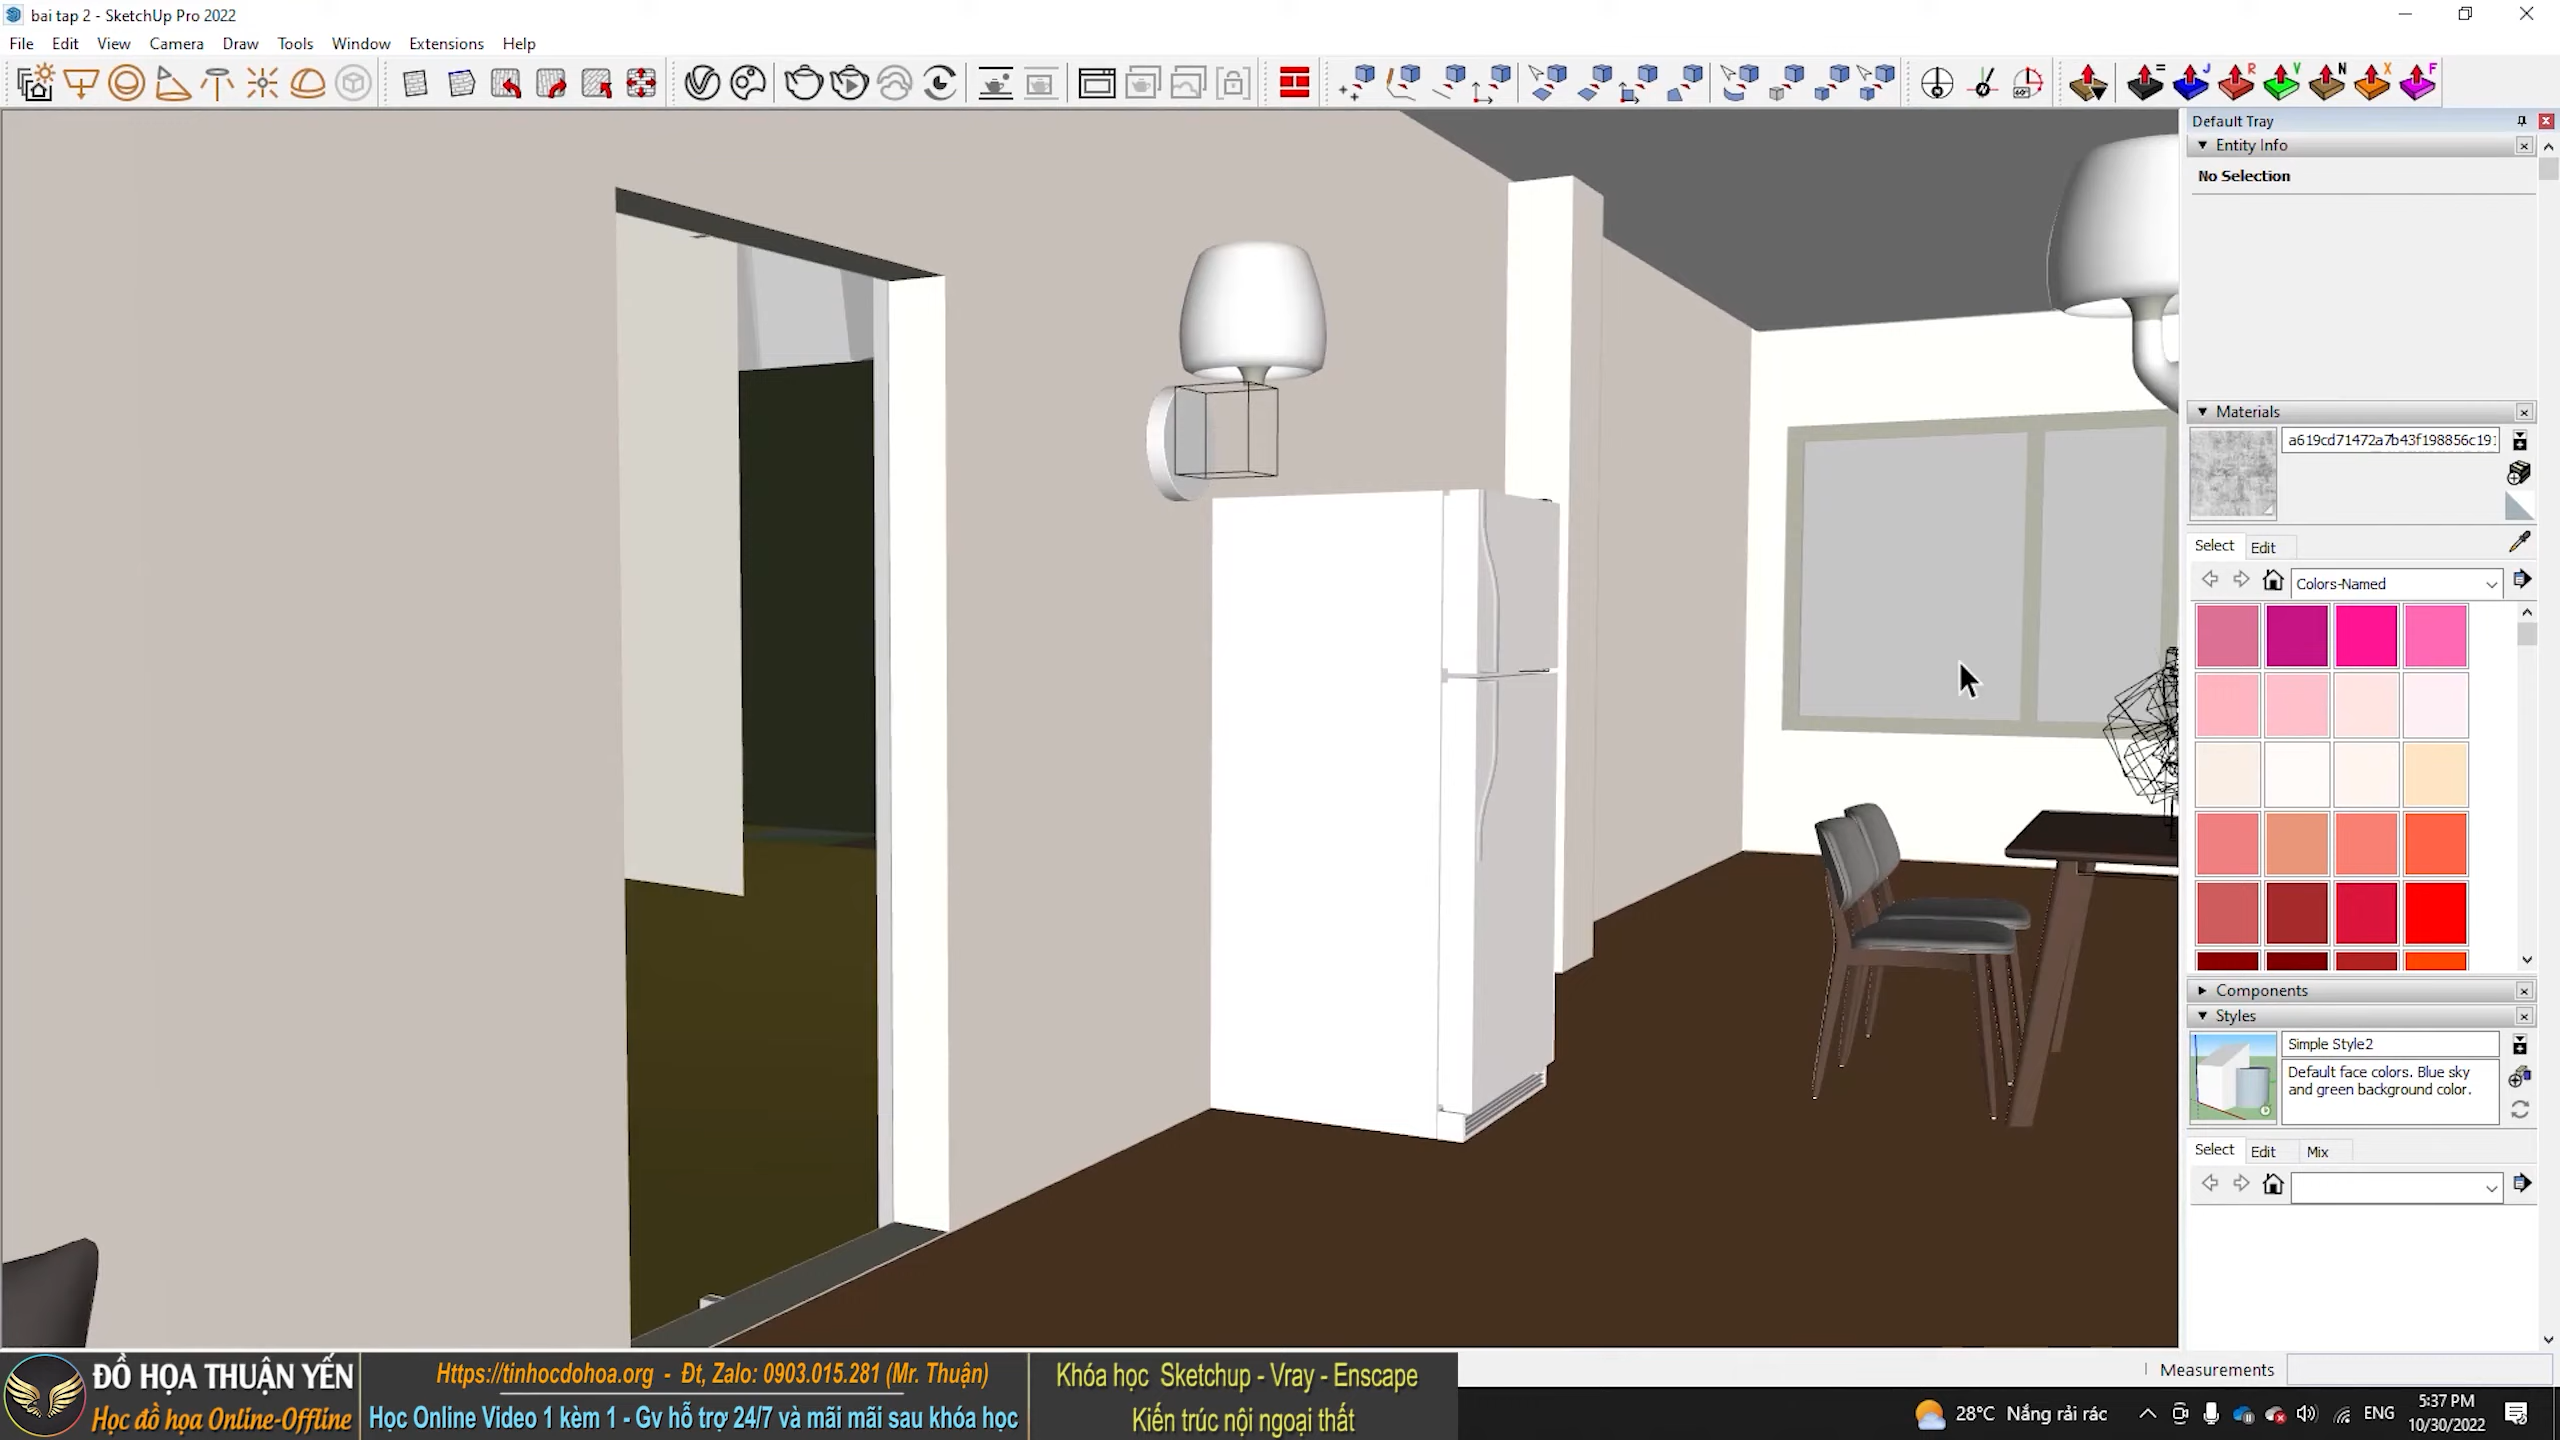 bai tap 2 - SketchUp Pro 2022
File Edit View Camera Draw Tools Window Extensions Help
= J R V N X F
Default Tray
Entity Info
No Selection
Materials
a619cd71472a7b43f198856c191
Select Edit
Colors-Named
Components
Styles
Simple Style2
Default face colors. Blue sky
and green background color.
Select Edit Mix
Measurements
ĐỒ HỌA THUẬN YẾN
Học đồ họa Online-Offline
Https://tinhocdohoa.org - Đt, Zalo: 0903.015.281 (Mr. Thuận)
Học Online Video 1 kèm 1 - Gv hỗ trợ 24/7 và mãi mãi sau khóa học
Khóa học Sketchup - Vray - Enscape
Kiến trúc nội ngoại thất
28°C Nắng rải rác
ENG
5:37 PM
10/30/2022